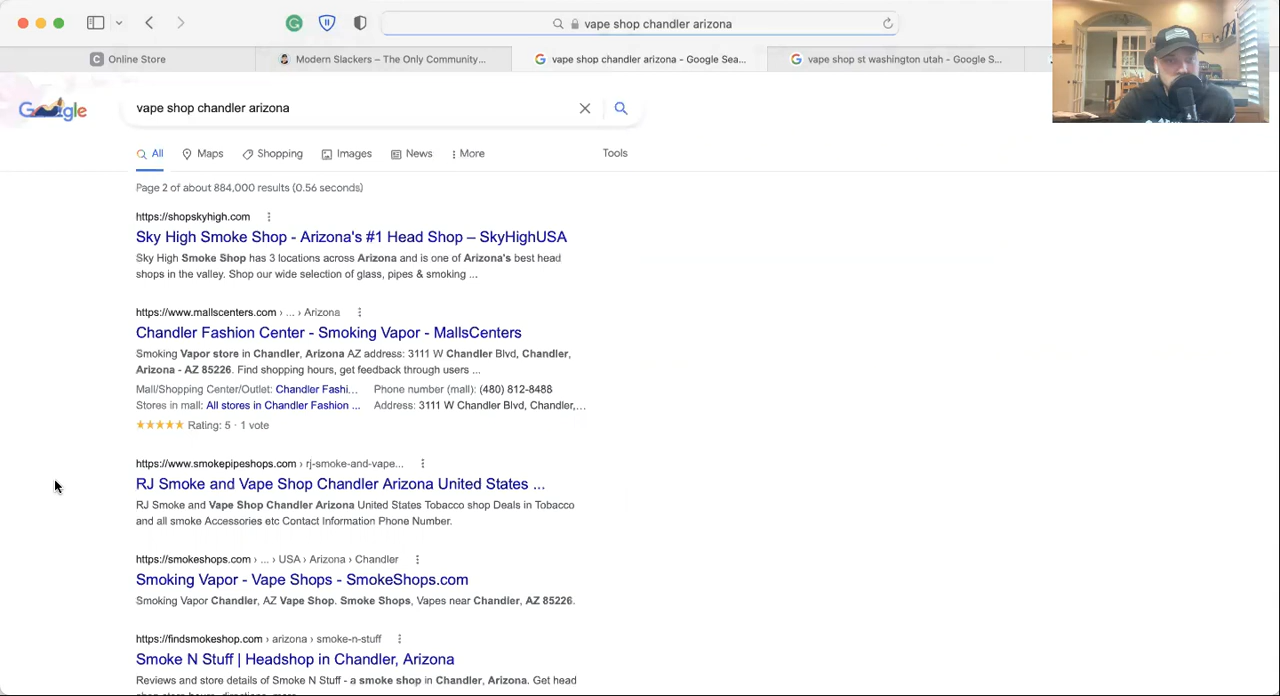 vape shop chandler arizona
Online Store
Modern Slackers – The Only Community...
vape shop chandler arizona - Google Sea...
vape shop st washington utah - Google S...
Google
vape shop chandler arizona
All
Maps
Shopping
Images
News
More
Tools
Page 2 of about 884,000 results (0.56 seconds)
https://shopskyhigh.com
Sky High Smoke Shop - Arizona's #1 Head Shop – SkyHighUSA
Sky High Smoke Shop has 3 locations across Arizona and is one of Arizona's best head
shops in the valley. Shop our wide selection of glass, pipes & smoking ...
https://www.mallscenters.com › ... › Arizona
Chandler Fashion Center - Smoking Vapor - MallsCenters
Smoking Vapor store in Chandler, Arizona AZ address: 3111 W Chandler Blvd, Chandler,
Arizona - AZ 85226. Find shopping hours, get feedback through users ...
Mall/Shopping Center/Outlet: Chandler Fashi... Phone number (mall): (480) 812-8488
Stores in mall: All stores in Chandler Fashion ... Address: 3111 W Chandler Blvd, Chandler,...
★★★★★ Rating: 5 · 1 vote
https://www.smokepipeshops.com › rj-smoke-and-vape...
RJ Smoke and Vape Shop Chandler Arizona United States ...
RJ Smoke and Vape Shop Chandler Arizona United States Tobacco shop Deals in Tobacco
and all smoke Accessories etc Contact Information Phone Number.
https://smokeshops.com › ... › USA › Arizona › Chandler
Smoking Vapor - Vape Shops - SmokeShops.com
Smoking Vapor Chandler, AZ Vape Shop. Smoke Shops, Vapes near Chandler, AZ 85226.
https://findsmokeshop.com › arizona › smoke-n-stuff
Smoke N Stuff | Headshop in Chandler, Arizona
Reviews and store details of Smoke N Stuff - a smoke shop in Chandler, Arizona. Get head